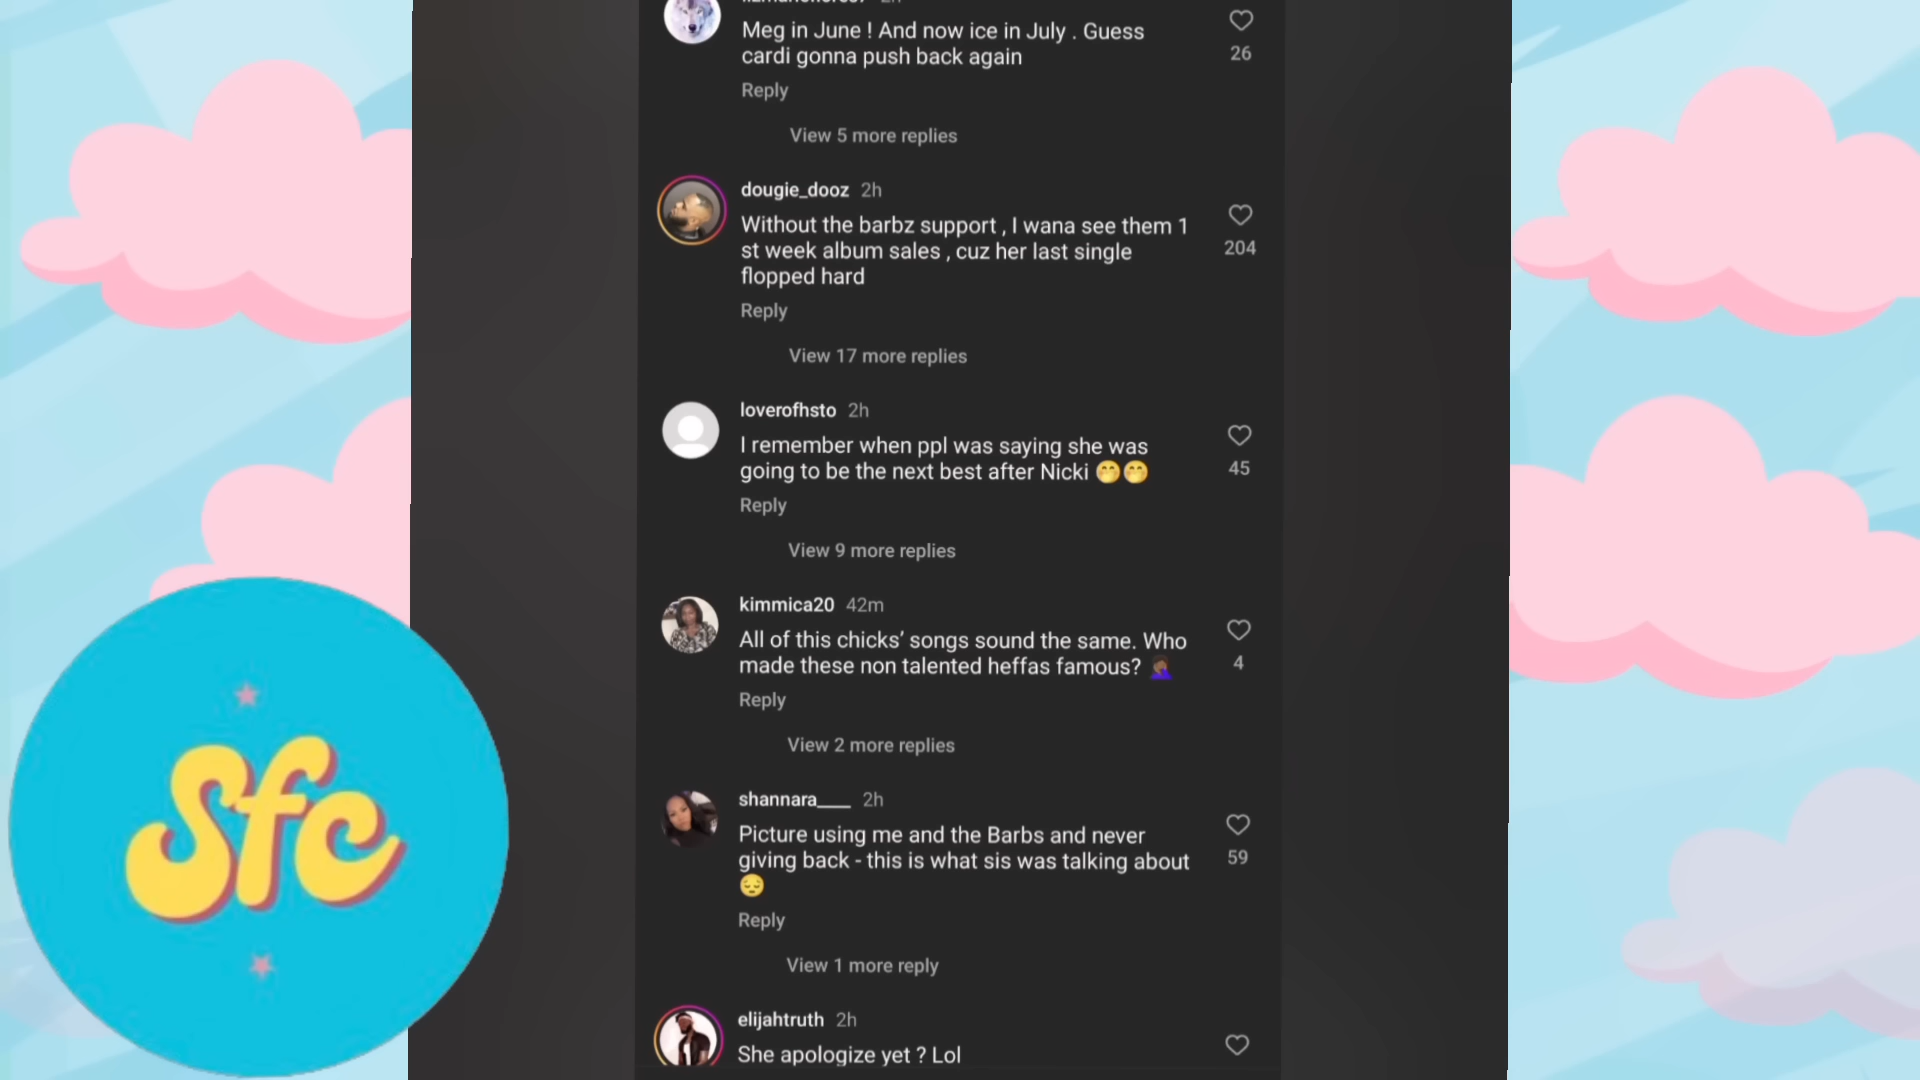 Meg in June ! And now ice in July . Guess
cardi gonna push back again
26
Reply
View 5 more replies
dougie_dooz 2h
Without the barbz support , I wana see them 1
st week album sales , cuz her last single
flopped hard
204
Reply
View 17 more replies
loverofhsto 2h
I remember when ppl was saying she was
going to be the next best after Nicki 🤭🤭
45
Reply
View 9 more replies
kimmica20 42m
All of this chicks’ songs sound the same. Who
made these non talented heffas famous? 🤦🏾‍♀️
4
Reply
View 2 more replies
shannara____ 2h
Picture using me and the Barbs and never
giving back - this is what sis was talking about
😔
59
Reply
View 1 more reply
elijahtruth 2h
She apologize yet ? Lol
Sfc